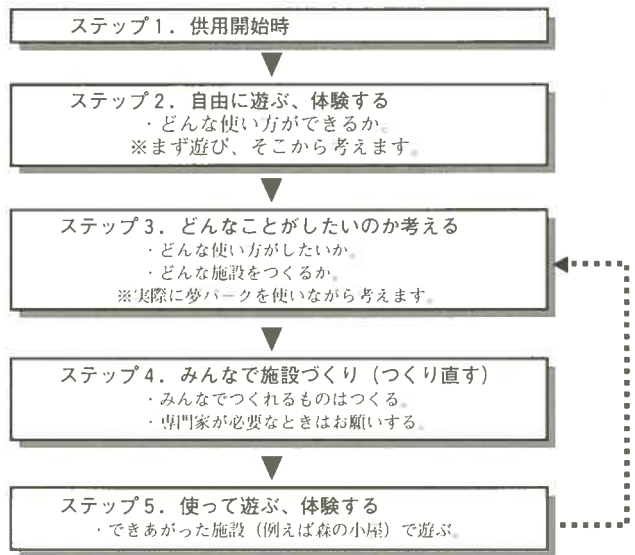 ステップ1．供用開始時
ステップ2．自由に遊ぶ、体験する
・どんな使い方ができるか。
※まず遊び、そこから考えます。
ステップ3．どんなことがしたいのか考える
・どんな使い方がしたいか。
・どんな施設をつくるか。
※実際に夢パークを使いながら考えます。
ステップ4．みんなで施設づくり（つくり直す）
・みんなでつくれるものはつくる。
・専門家が必要なときはお願いする。
ステップ5．使って遊ぶ、体験する
・できあがった施設（例えば森の小屋）で遊ぶ。